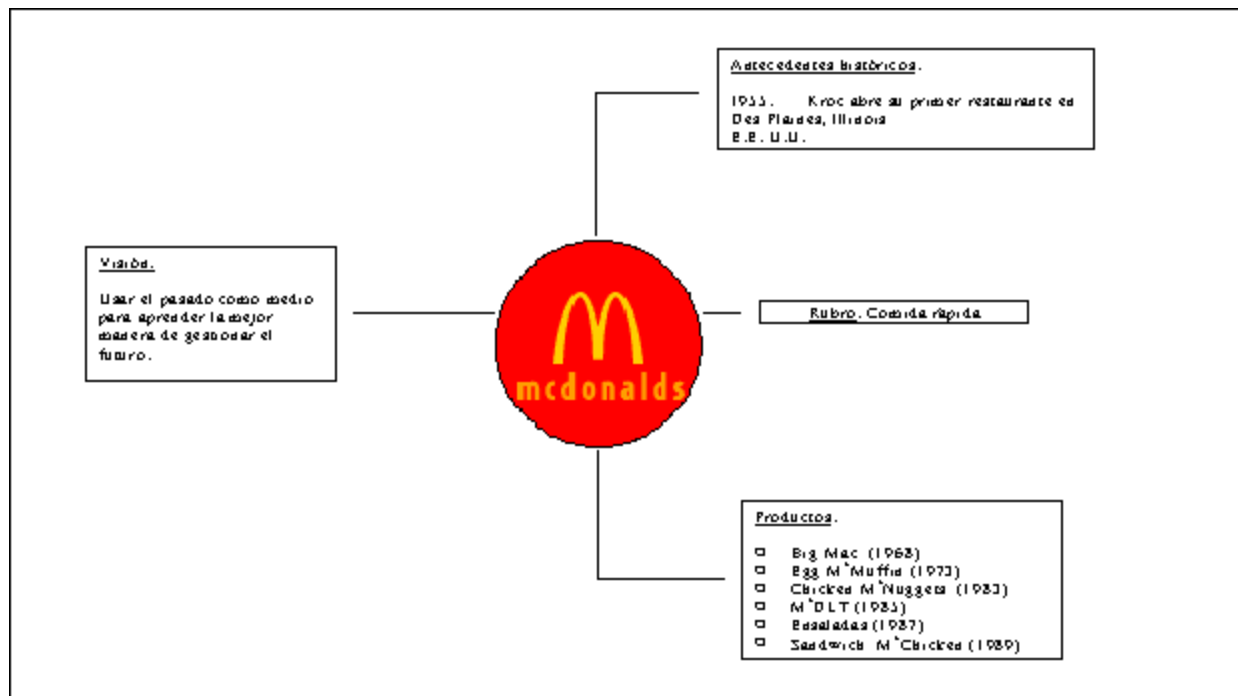 Antecedentes históricos.
1955. Kroc abre su primer restaurante en
Des Plaines, Illinois
E.E. U.U.
Visión.
Usar el pasado como medio
para aprender la mejor
manera de gestionar el
futuro.
mcdonalds
Rubro. Comida rápida
Productos.
Big Mac (1968)
Egg M*Muffin (1973)
Chicken M*Nuggets (1983)
M*DLT (1985)
Ensaladas (1987)
Sandwich M*Chicken (1989)